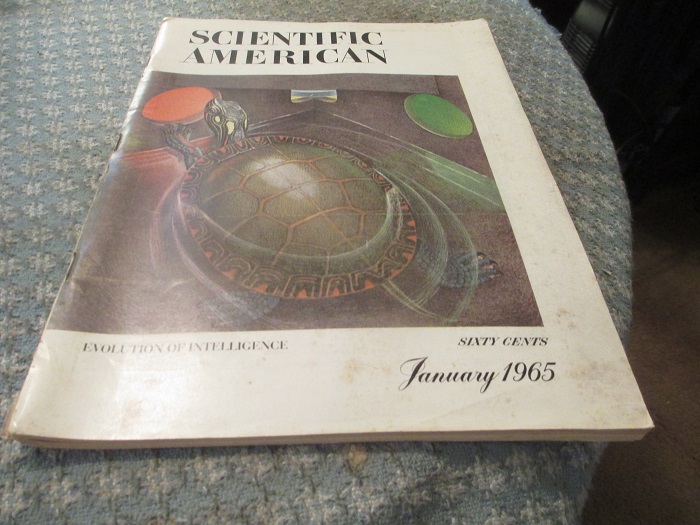 SCIENTIFIC
AMERICAN
EVOLUTION OF INTELLIGENCE
SIXTY CENTS
January 1965